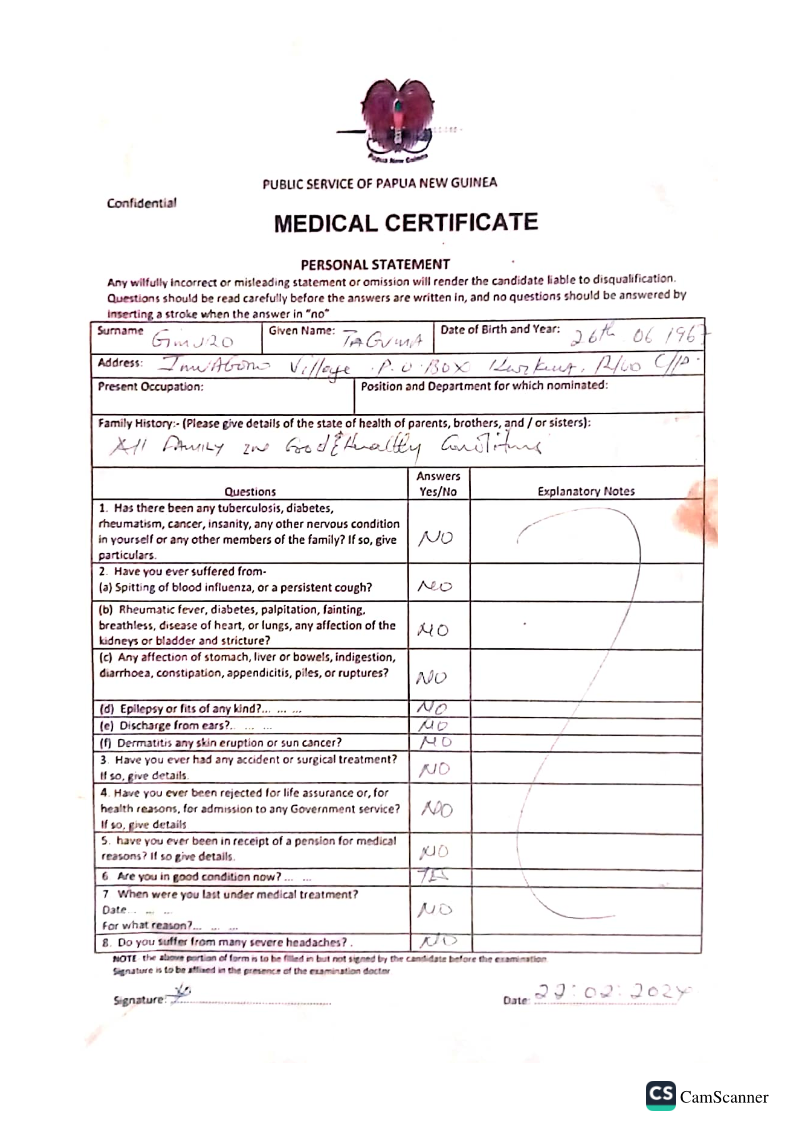 Papua New Guinea
PUBLIC SERVICE OF PAPUA NEW GUINEA
Confidential
MEDICAL CERTIFICATE
PERSONAL STATEMENT
Any wilfully incorrect or misleading statement or omission will render the candidate liable to disqualification.
Questions should be read carefully before the answers are written in, and no questions should be answered by
inserting a stroke when the answer in "no"
Surname Given Name: TAGUMA Date of Birth and Year: 26th 06 1967
Address: Village P.O.BOX
Present Occupation: Position and Department for which nominated:
Family History:- (Please give details of the state of health of parents, brothers, and / or sisters):
All FAMILY in Good & Healthy Conditions
Questions Answers Yes/No Explanatory Notes
1. Has there been any tuberculosis, diabetes,
rheumatism, cancer, insanity, any other nervous condition
in yourself or any other members of the family? If so, give
particulars. NO
2. Have you ever suffered from-
(a) Spitting of blood influenza, or a persistent cough? NO
(b) Rheumatic fever, diabetes, palpitation, fainting,
breathless, disease of heart, or lungs, any affection of the
kidneys or bladder and stricture? NO
(c) Any affection of stomach, liver or bowels, indigestion,
diarrhoea, constipation, appendicitis, piles, or ruptures? NO
(d) Epilepsy or fits of any kind?... ... ... NO
(e) Discharge from ears?.. ... ... NO
(f) Dermatitis any skin eruption or sun cancer? NO
3. Have you ever had any accident or surgical treatment?
If so, give details. NO
4. Have you ever been rejected for life assurance or, for
health reasons, for admission to any Government service?
If so, give details NO
5. have you ever been in receipt of a pension for medical
reasons? If so give details. NO
6 Are you in good condition now? ... ... YES
7 When were you last under medical treatment?
Date.. ... ...
For what reason?... ... ... NO
8. Do you suffer from many severe headaches? . NO
NOTE the above portion of form is to be filled in but not signed by the candidate before the examination
Signature is to be affixed in the presence of the examination doctor
Signature: Date: 22:02:2024
CS CamScanner